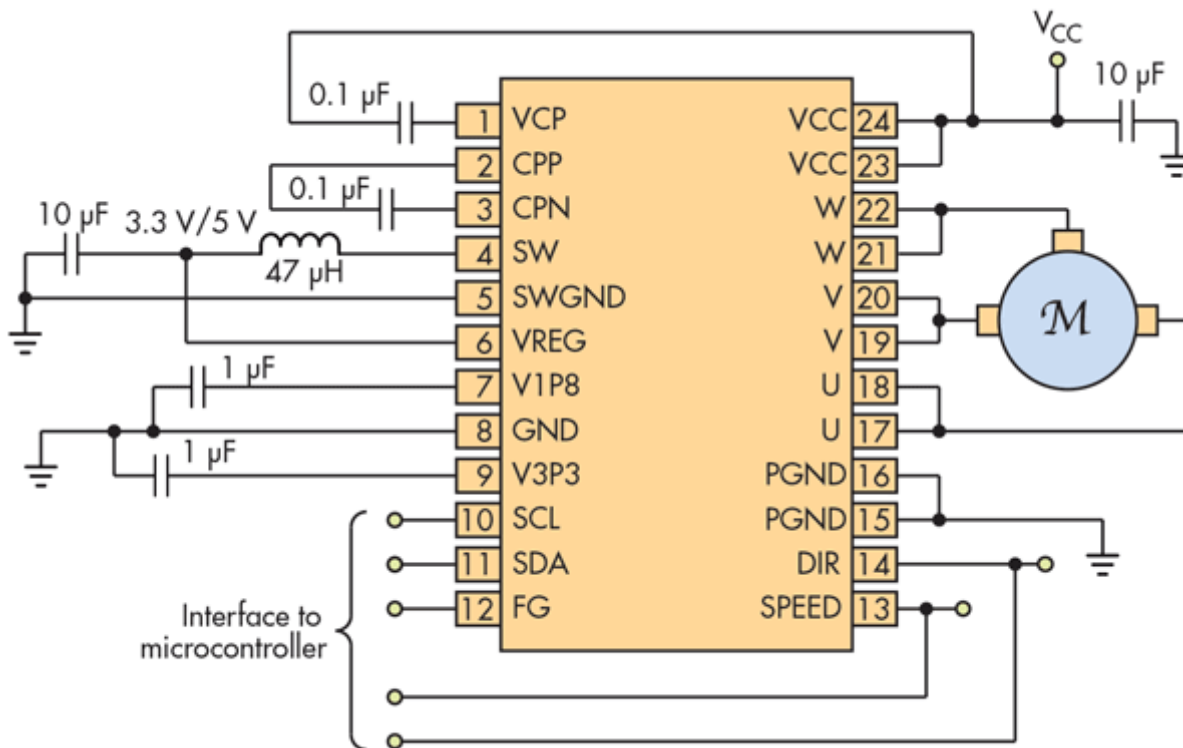 V_CC
10 µF
0.1 µF
1 VCP
VCC 24
2 CPP
VCC 23
0.1 µF
3 CPN
W 22
10 µF
3.3 V/5 V
47 µH
4 SW
W 21
5 SWGND
V 20
M
6 VREG
V 19
1 µF
7 V1P8
U 18
8 GND
U 17
1 µF
9 V3P3
PGND 16
10 SCL
PGND 15
11 SDA
DIR 14
12 FG
SPEED 13
Interface to
microcontroller